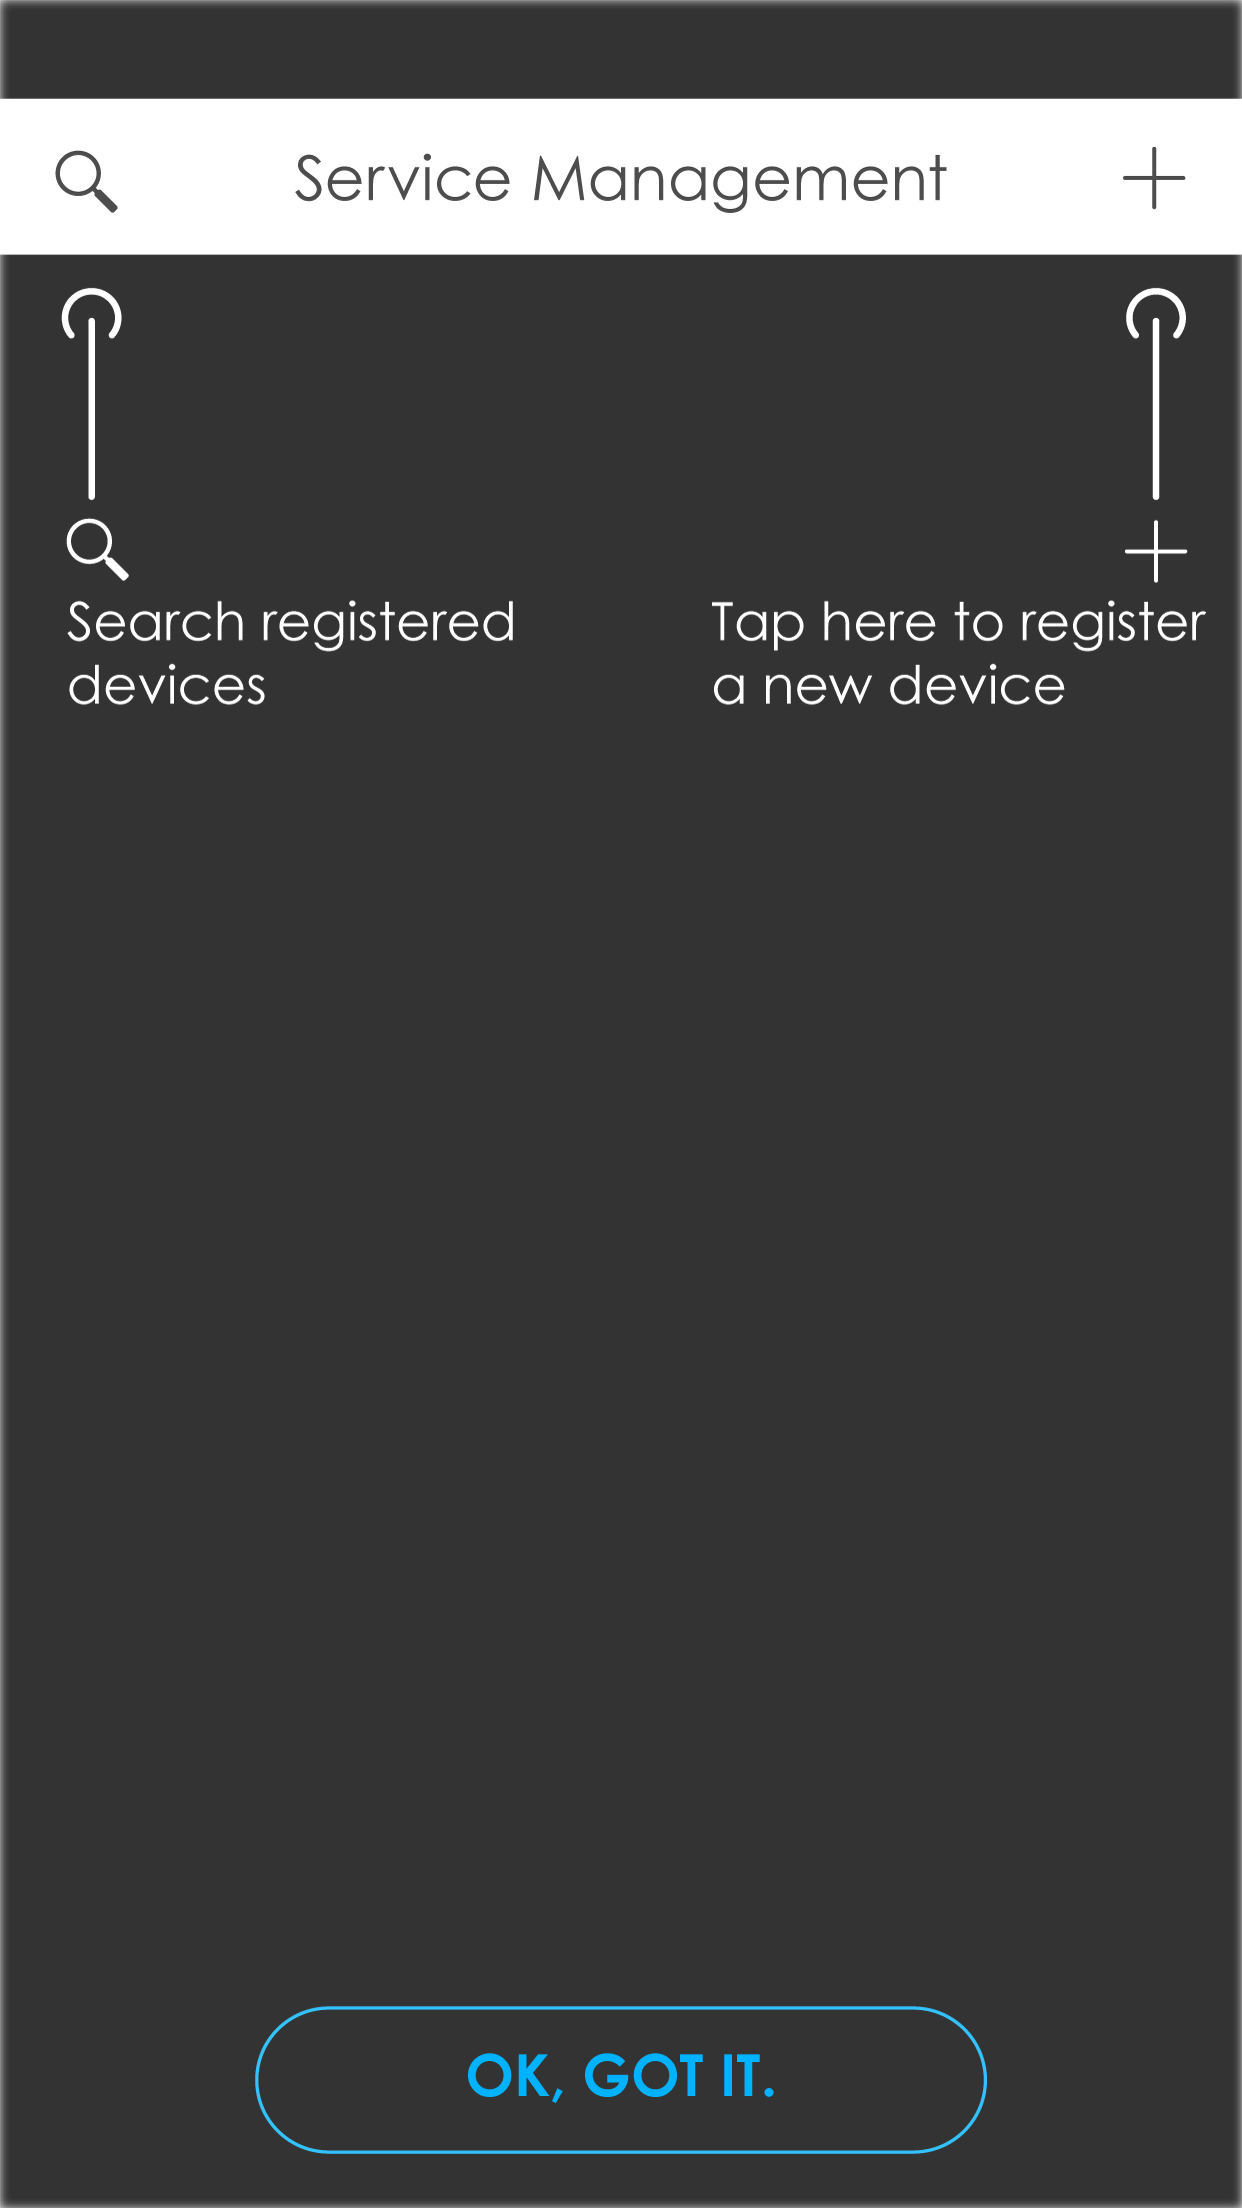 Service Management
Search registered
devices
Tap here to register
a new device
OK, GOT IT.